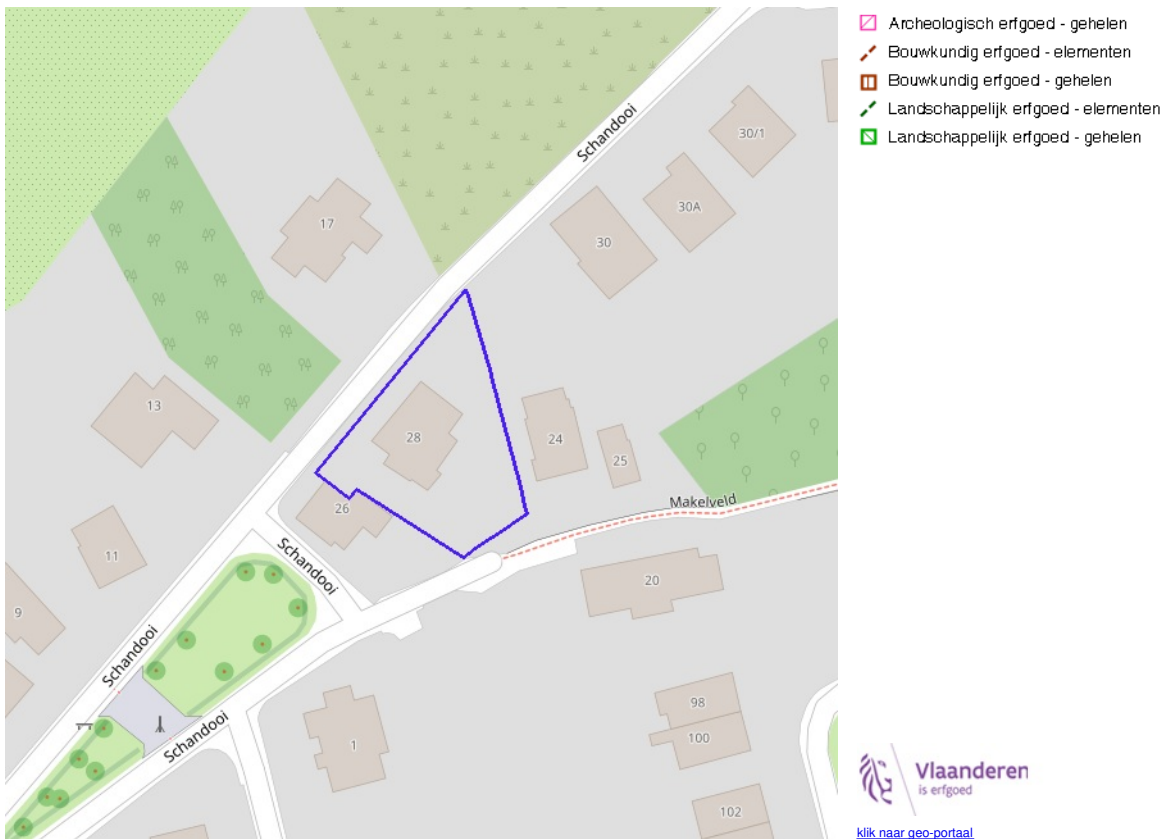 Archeologisch erfgoed - gehelen
Bouwkundig erfgoed - elementen
Bouwkundig erfgoed - gehelen
Landschappelijk erfgoed - elementen
Landschappelijk erfgoed - gehelen
Schandooi
30/1
30A
30
17
13
28
24
25
26
Makelveld
11
Schandooi
20
9
Schandooi
98
100
1
Schandooi
102
Vlaanderen
is erfgoed
klik naar geo-portaal